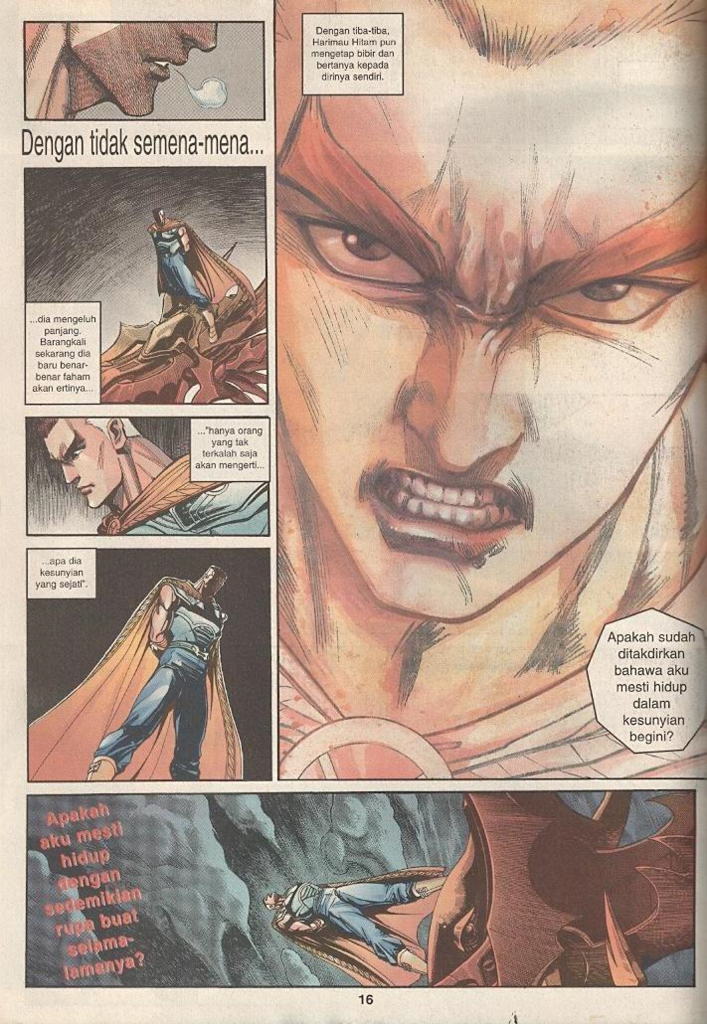 Dengan tidak semena-mena...
...dia mengeluh
panjang.
Barangkali
sekarang dia
baru benar-
benar faham
akan ertinya...
..."hanya orang
yang tak
terkalah saja
akan mengerti...
...apa dia
kesunyian
yang sejati".
Dengan tiba-tiba,
Harimau Hitam pun
mengetap bibir dan
bertanya kepada
dirinya sendiri.
Apakah sudah
ditakdirkan
bahawa aku
mesti hidup
dalam
kesunyian
begini?
Apakah
aku mesti
hidup
dengan
sedemikian
rupa buat
selama-
lamanya?
16